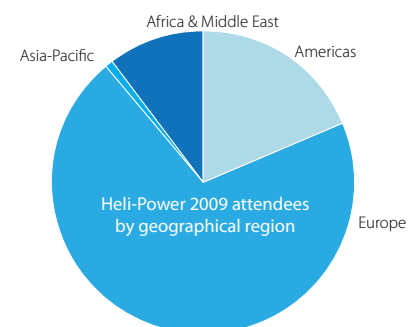 Africa & Middle East
Americas
Asia-Pacific
Heli-Power 2009 attendees
by geographical region
Europe